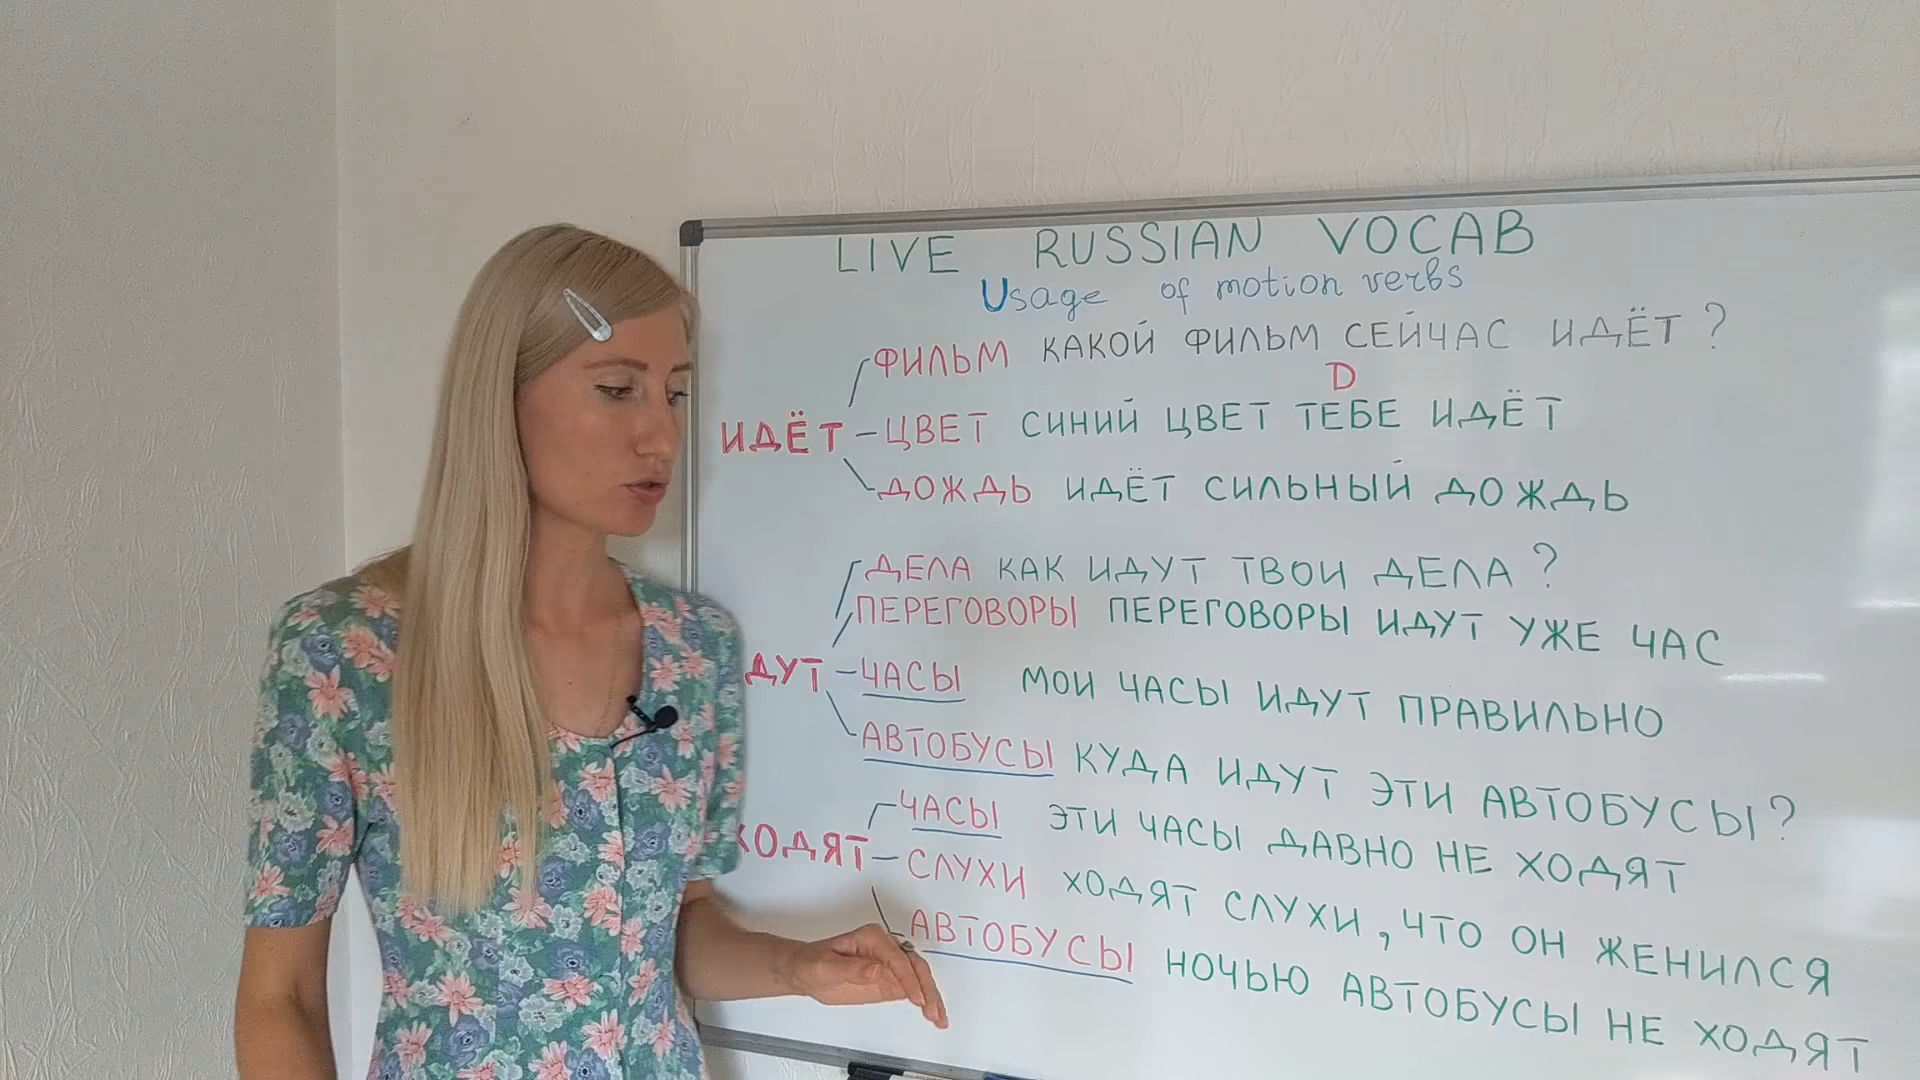 LIVE RUSSIAN VOCAB
Usage of motion verbs
ФИЛЬМ КАКОЙ ФИЛЬМ СЕЙЧАС ИДЁТ?
D
ИДЁТ – ЦВЕТ СИНИЙ ЦВЕТ ТЕБЕ ИДЁТ
ДОЖДЬ ИДЁТ СИЛЬНЫЙ ДОЖДЬ
ДЕЛА КАК ИДУТ ТВОИ ДЕЛА?
ПЕРЕГОВОРЫ ПЕРЕГОВОРЫ ИДУТ УЖЕ ЧАС
ДУТ – ЧАСЫ МОИ ЧАСЫ ИДУТ ПРАВИЛЬНО
АВТОБУСЫ КУДА ИДУТ ЭТИ АВТОБУСЫ?
ЧАСЫ ЭТИ ЧАСЫ ДАВНО НЕ ХОДЯТ
ХОДЯТ – СЛУХИ ХОДЯТ СЛУХИ, ЧТО ОН ЖЕНИЛСЯ
АВТОБУСЫ НОЧЬЮ АВТОБУСЫ НЕ ХОДЯТ